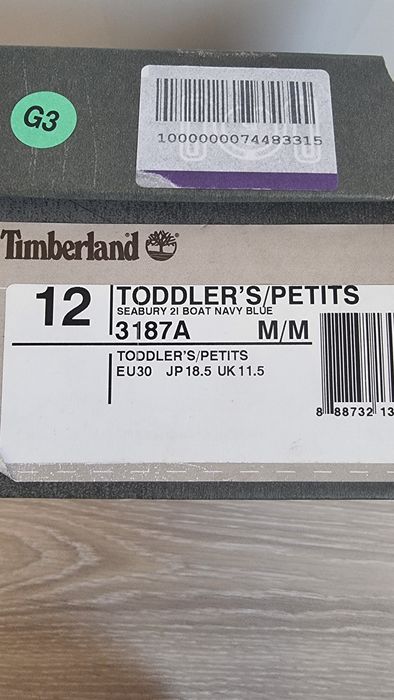 G3
1000000074483315
Timberland
12
TODDLER'S/PETITS
SEABURY 2I BOAT NAVY BLUE
3187A M/M
TODDLER'S/PETITS
EU30 JP18.5 UK11.5
8 88732 13